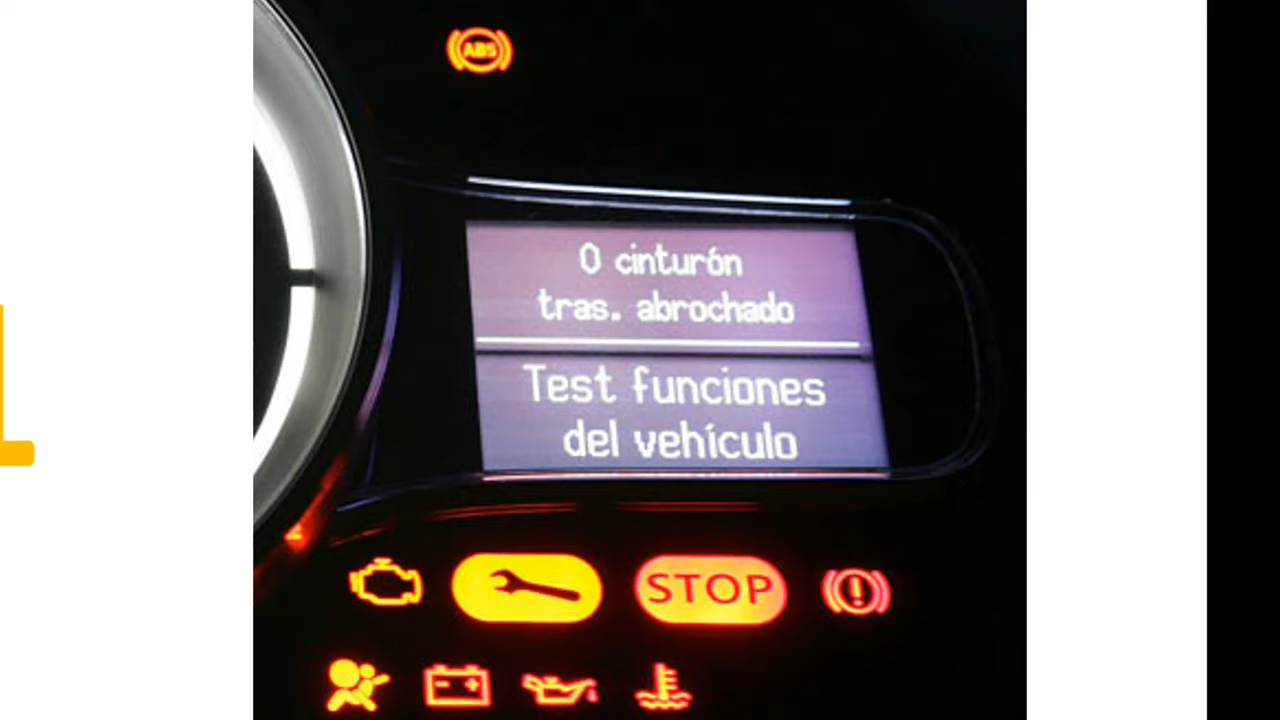 ABS
0 cinturón
tras. abrochado
Test funciones
del vehículo
STOP